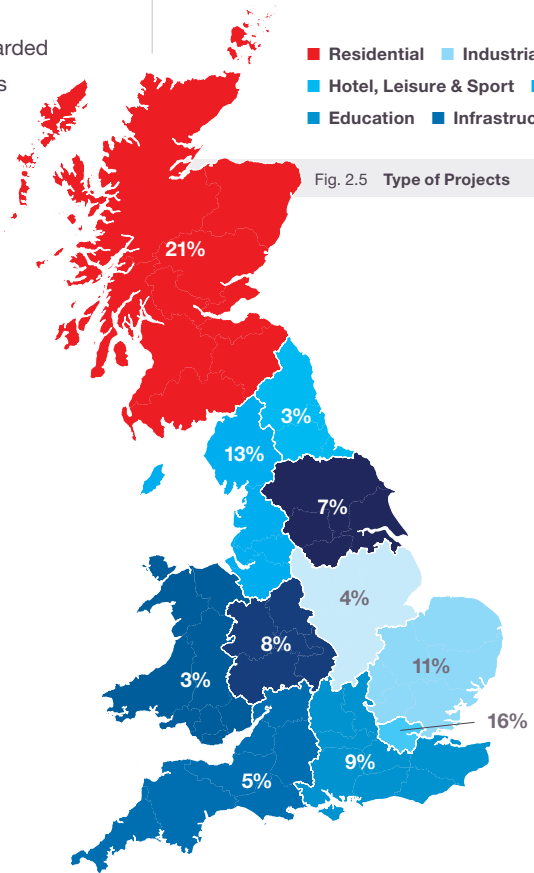 Residential Industria
Hotel, Leisure & Sport
Education Infrastruc
Fig. 2.5 Type of Projects
21%
3%
13%
7%
4%
8%
11%
3%
16%
9%
5%